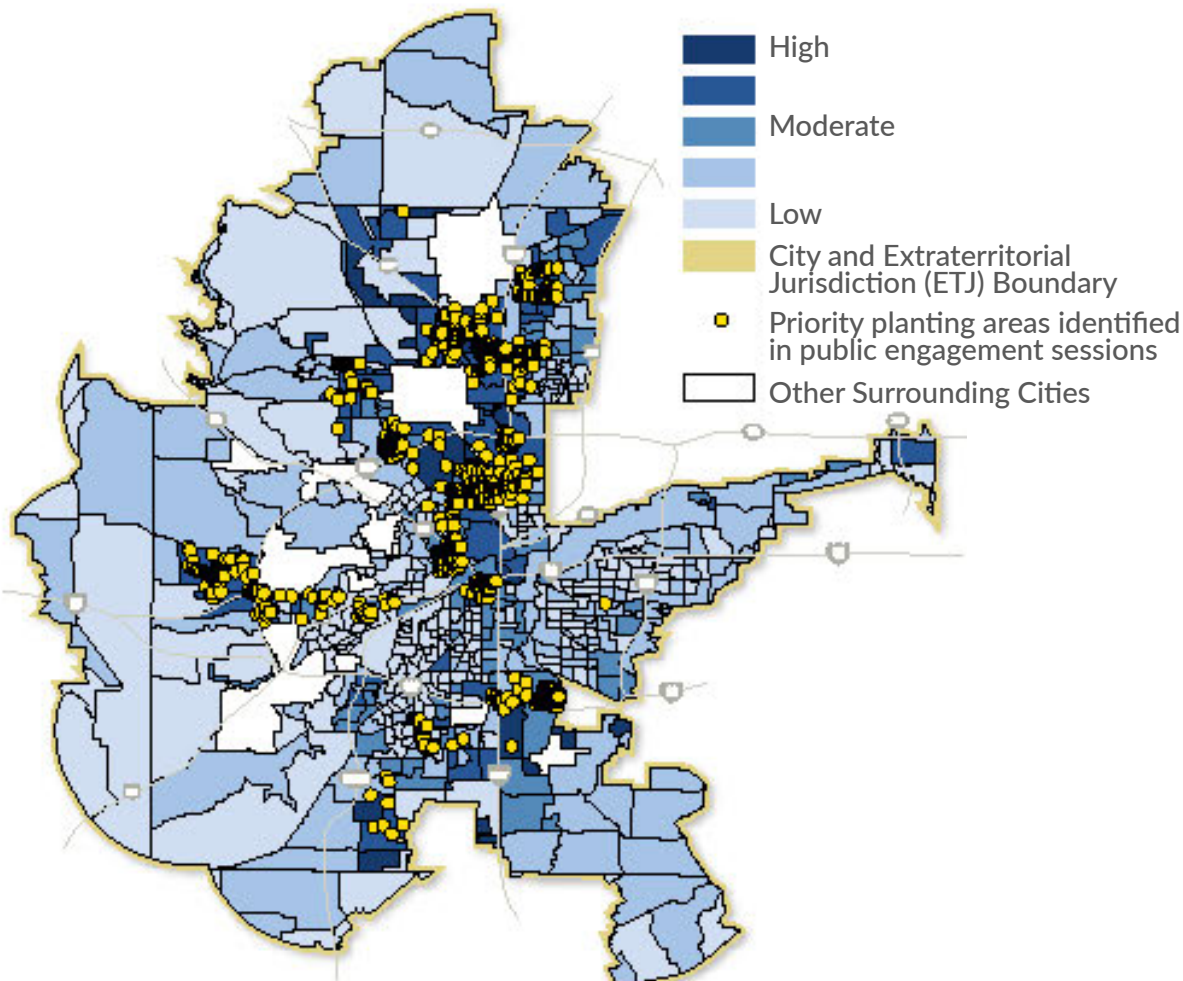 High
Moderate
Low
City and Extraterritorial
Jurisdiction (ETJ) Boundary
Priority planting areas identified
in public engagement sessions
Other Surrounding Cities